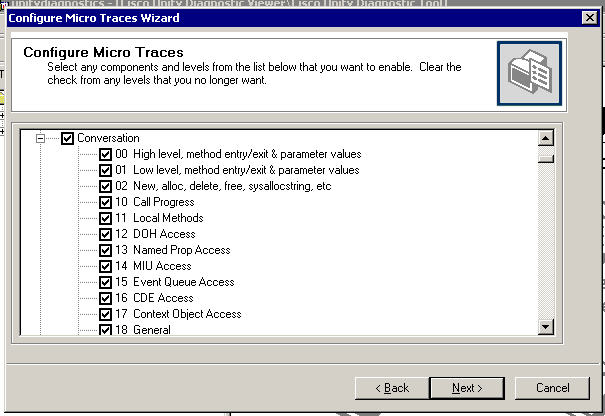 unitydiagnostics - [Cisco Unity Diagnostic Viewer\Cisco Unity Diagnostic Tool]
Configure Micro Traces Wizard
Configure Micro Traces
Select any components and levels from the list below that you want to enable. Clear the
check from any levels that you no longer want.
Conversation
00 High level, method entry/exit & parameter values
01 Low level, method entry/exit & parameter values
02 New, alloc, delete, free, sysallocstring, etc
10 Call Progress
11 Local Methods
12 DOH Access
13 Named Prop Access
14 MIU Access
15 Event Queue Access
16 CDE Access
17 Context Object Access
18 General
< Back
Next >
Cancel